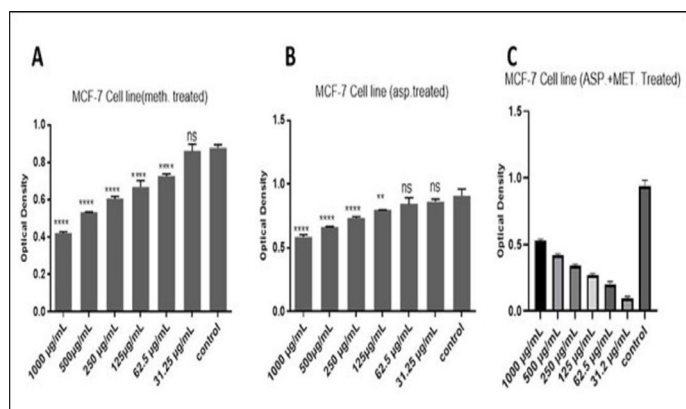 A
MCF-7 Cell line(meth. treated)
Optical Density
1.0
0.8
0.6
0.4
0.2
0.0
****
****
****
****
****
ns
1000 µg/mL
500µg/mL
250 µg/mL
125µg/mL
62.5 µg/mL
31.25 µg/mL
control
B
MCF-7 Cell line (asp.treated)
Optical Density
1.5
1.0
0.5
0.0
****
****
****
**
ns
ns
1000 µg/mL
500µg/mL
250 µg/mL
125µg/mL
62.5 µg/mL
31.25 µg/mL
control
C
MCF-7 Cell line (ASP.+MET. Treated)
Optical Density
1.5
1.0
0.5
0.0
1000 µg/mL
500 µg/mL
250 µg/mL
125 µg/mL
62.5 µg/mL
31.2 µg/mL
control